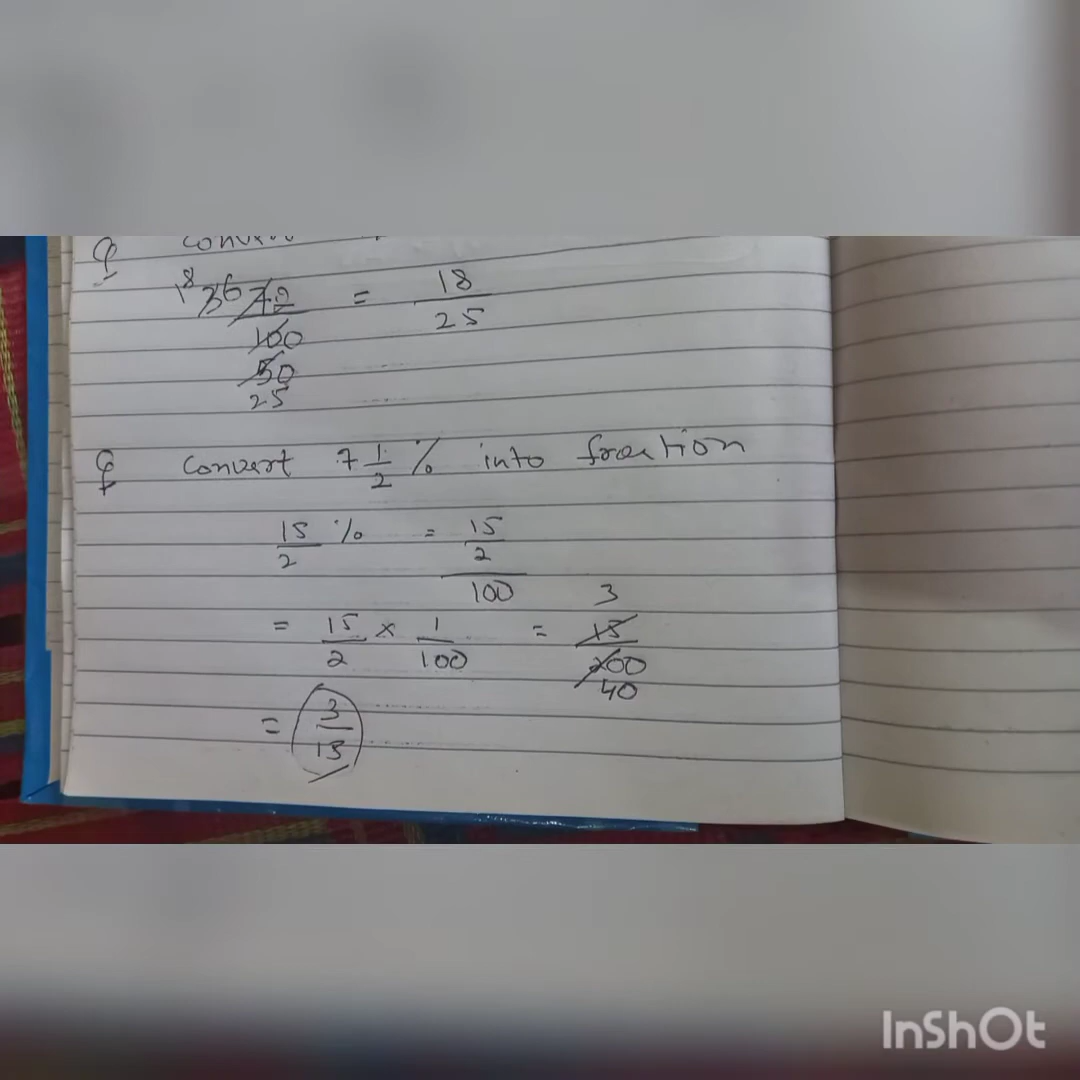 Q
18 36 72 = 18
100 25
50
25
Q convert 7 1/2 % into fraction
15/2 % = 15/2
100 3
= 15/2 × 1/100 = 15/200
40
= 3/15
InShOt